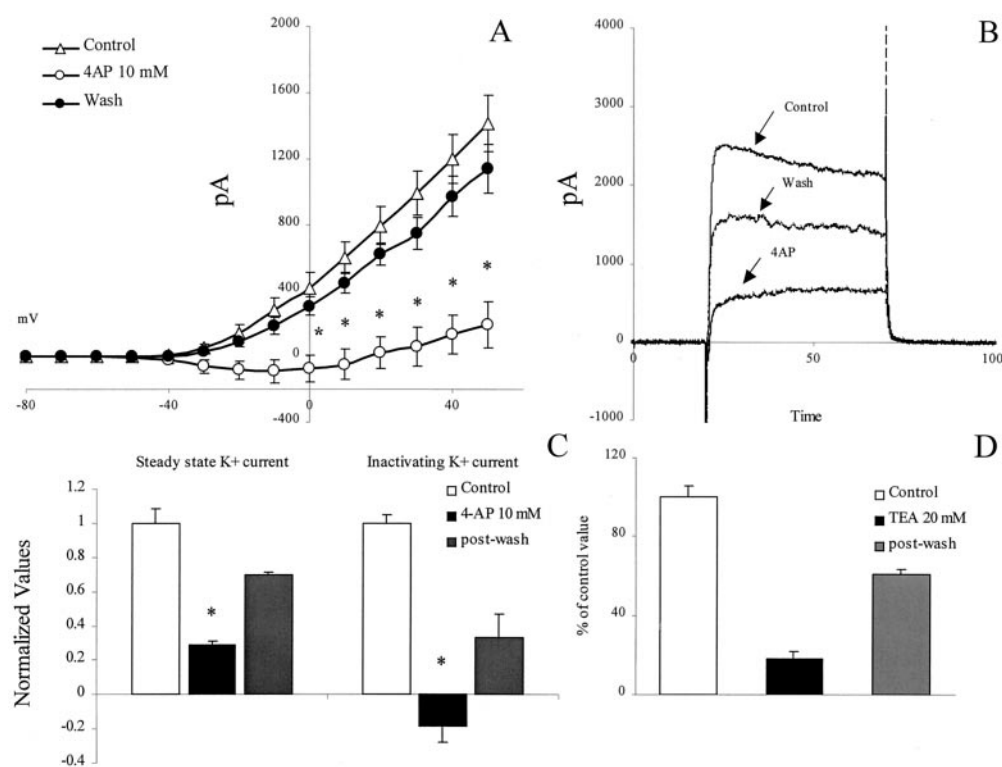 A
Control
4AP 10 mM
Wash
pA
2000
1600
1200
800
400
0
-400
mV
-80
-40
0
40
*
*
*
*
*
*
B
pA
4000
3000
2000
1000
0
-1000
Control
Wash
4AP
0
50
100
Time
C
Steady state K+ current
Inactivating K+ current
Control
4-AP 10 mM
post-wash
Normalized Values
1.2
1
0.8
0.6
0.4
0.2
0
-0.2
-0.4
*
*
D
Control
TEA 20 mM
post-wash
% of control value
120
80
40
0